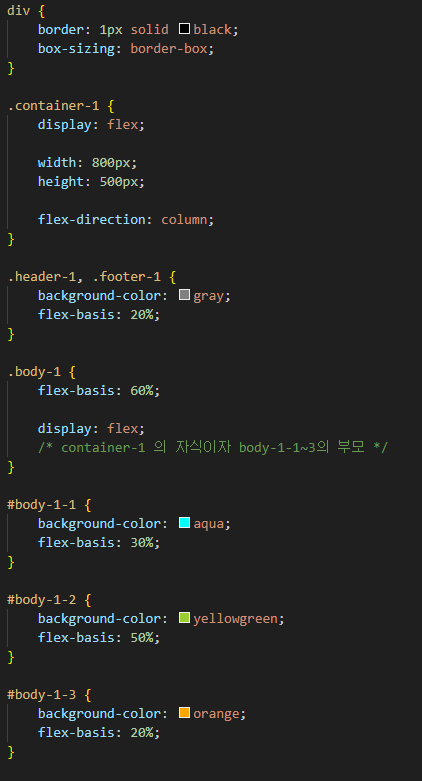 div {
border: 1px solid black;
box-sizing: border-box;
}
.container-1 {
display: flex;
width: 800px;
height: 500px;
flex-direction: column;
}
.header-1, .footer-1 {
background-color: gray;
flex-basis: 20%;
}
.body-1 {
flex-basis: 60%;
display: flex;
/* container-1 의 자식이자 body-1-1~3의 부모 */
}
#body-1-1 {
background-color: aqua;
flex-basis: 30%;
}
#body-1-2 {
background-color: yellowgreen;
flex-basis: 50%;
}
#body-1-3 {
background-color: orange;
flex-basis: 20%;
}